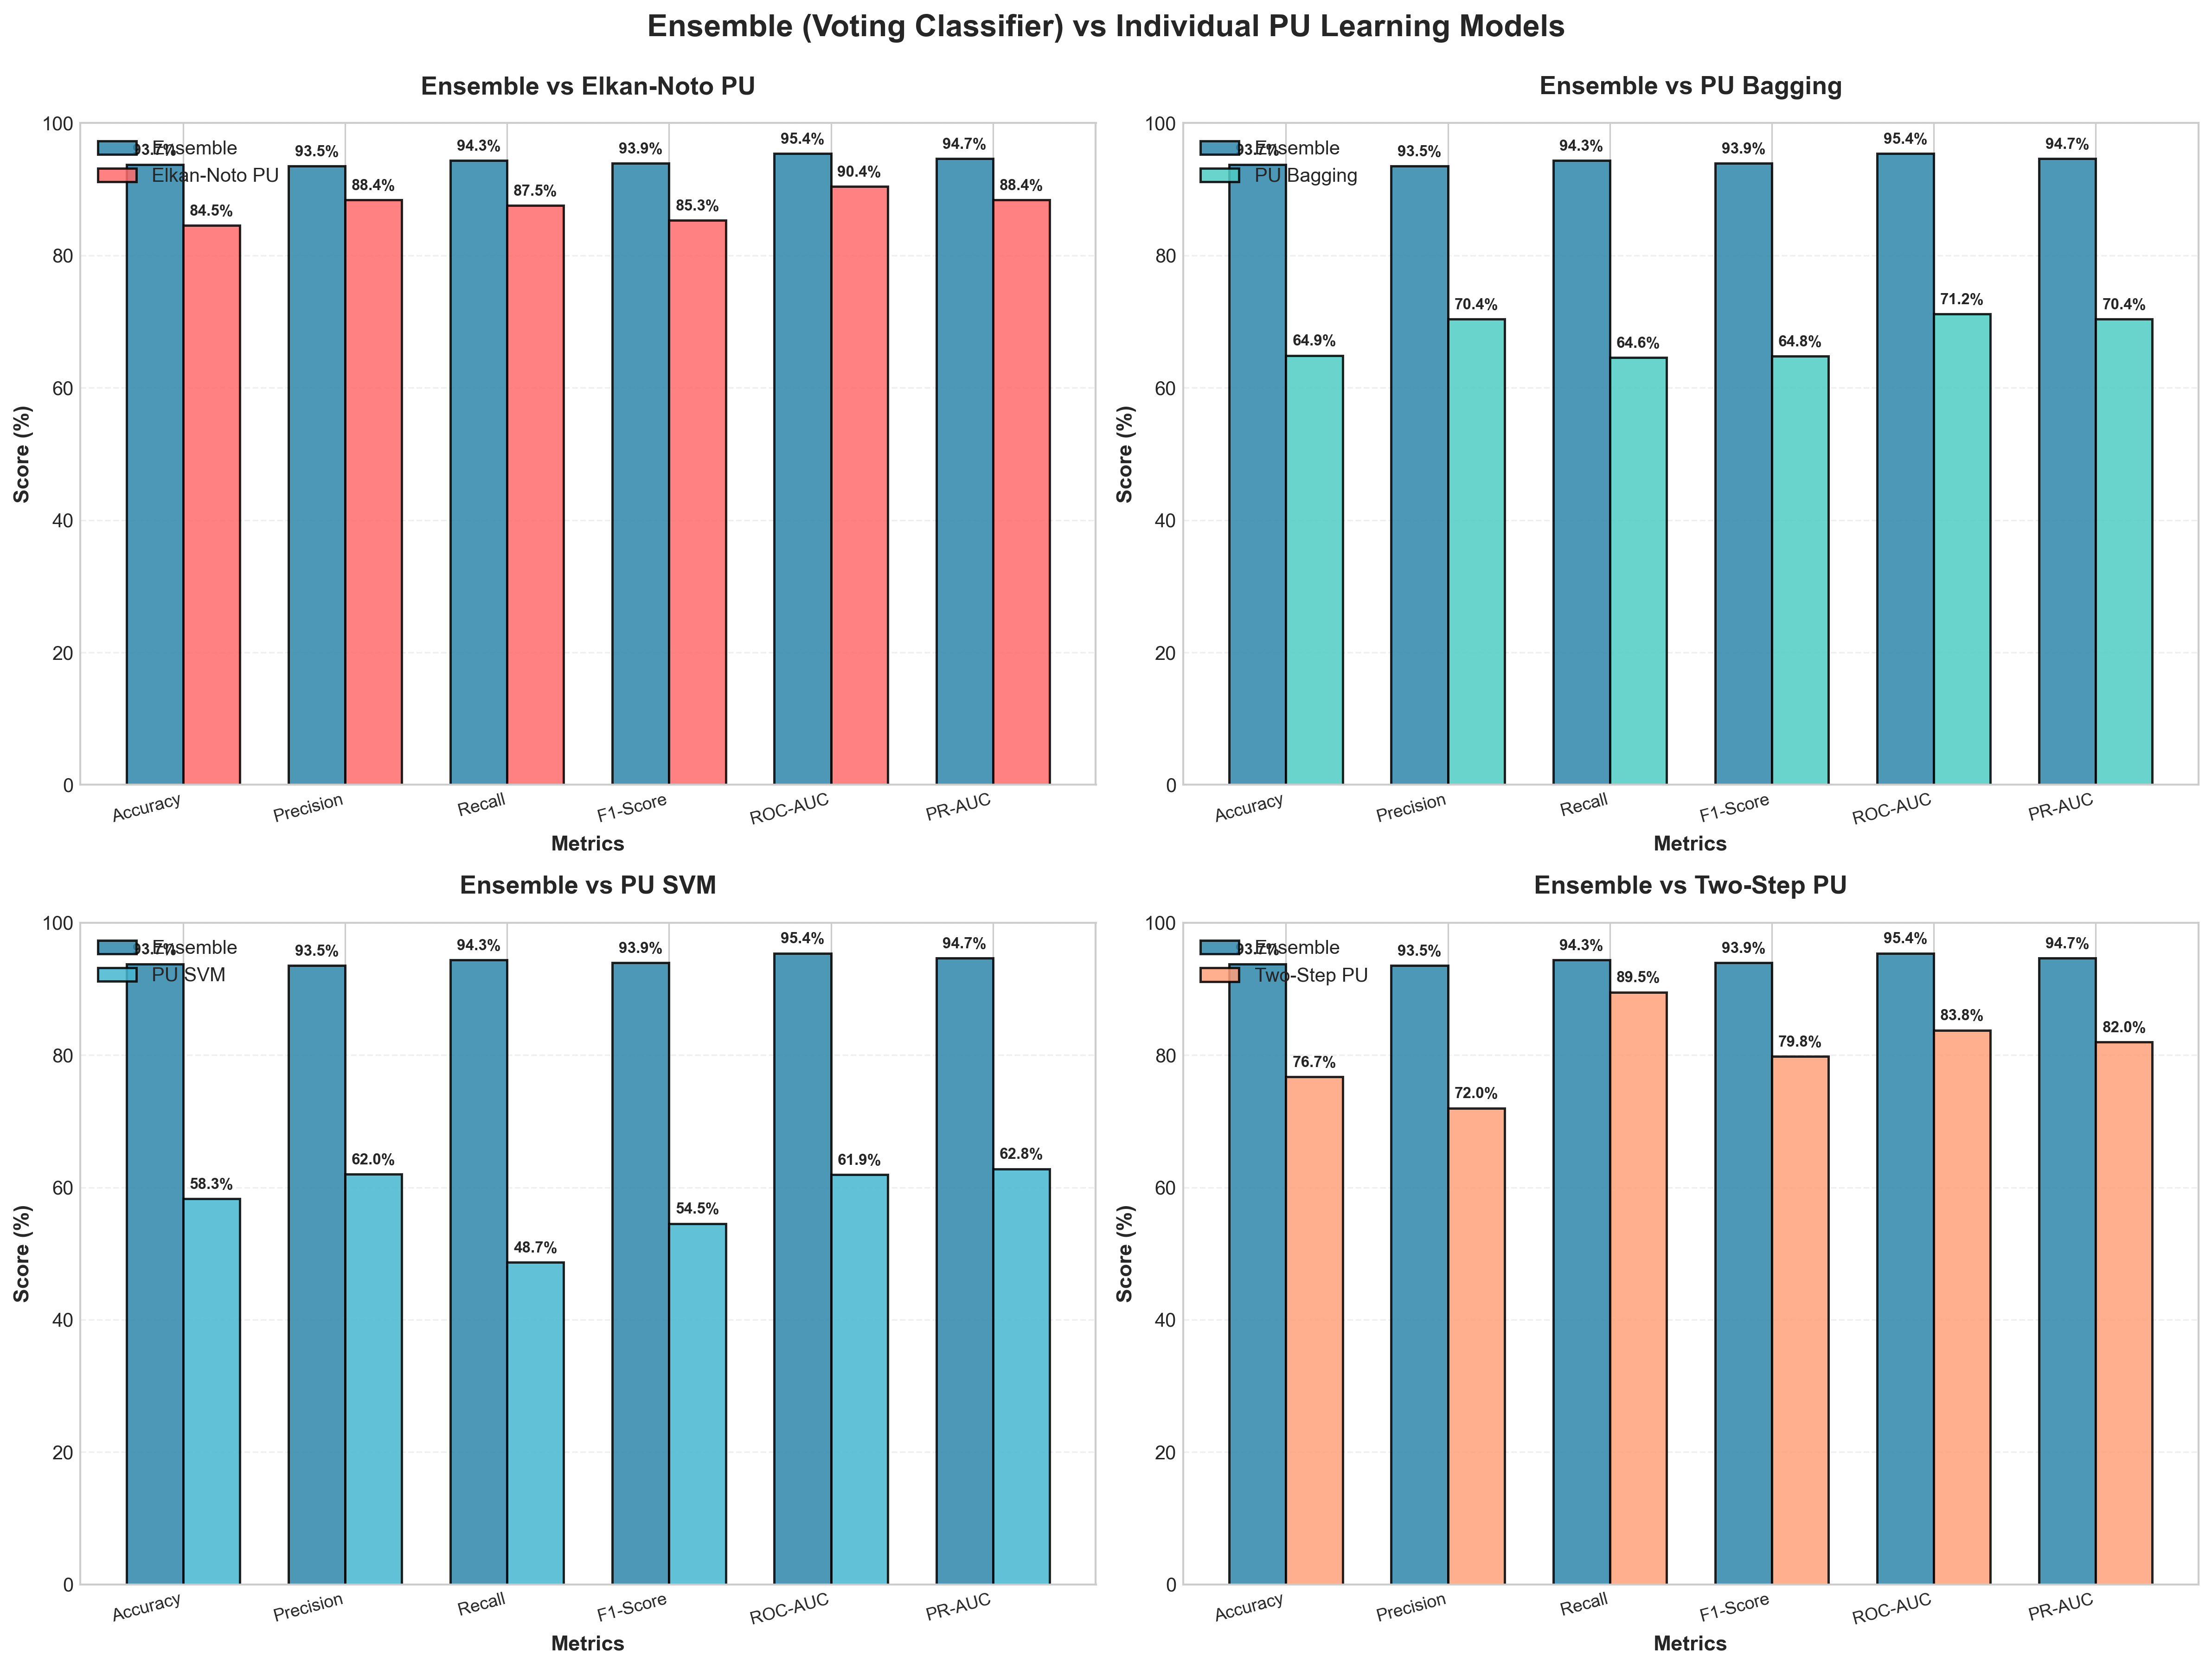 Ensemble (Voting Classifier) vs Individual PU Learning Models
Ensemble vs Elkan-Noto PU
100
80
60
40
20
0
Score (%)
Ensemble
Elkan-Noto PU
93.7%
84.5%
93.5%
88.4%
94.3%
87.5%
93.9%
85.3%
95.4%
90.4%
94.7%
88.4%
Accuracy
Precision
Recall
F1-Score
ROC-AUC
PR-AUC
Metrics
Ensemble vs PU Bagging
100
80
60
40
20
0
Score (%)
Ensemble
PU Bagging
93.7%
64.9%
93.5%
70.4%
94.3%
64.6%
93.9%
64.8%
95.4%
71.2%
94.7%
70.4%
Accuracy
Precision
Recall
F1-Score
ROC-AUC
PR-AUC
Metrics
Ensemble vs PU SVM
100
80
60
40
20
0
Score (%)
Ensemble
PU SVM
93.7%
58.3%
93.5%
62.0%
94.3%
48.7%
93.9%
54.5%
95.4%
61.9%
94.7%
62.8%
Accuracy
Precision
Recall
F1-Score
ROC-AUC
PR-AUC
Metrics
Ensemble vs Two-Step PU
100
80
60
40
20
0
Score (%)
Ensemble
Two-Step PU
93.7%
76.7%
93.5%
72.0%
94.3%
89.5%
93.9%
79.8%
95.4%
83.8%
94.7%
82.0%
Accuracy
Precision
Recall
F1-Score
ROC-AUC
PR-AUC
Metrics